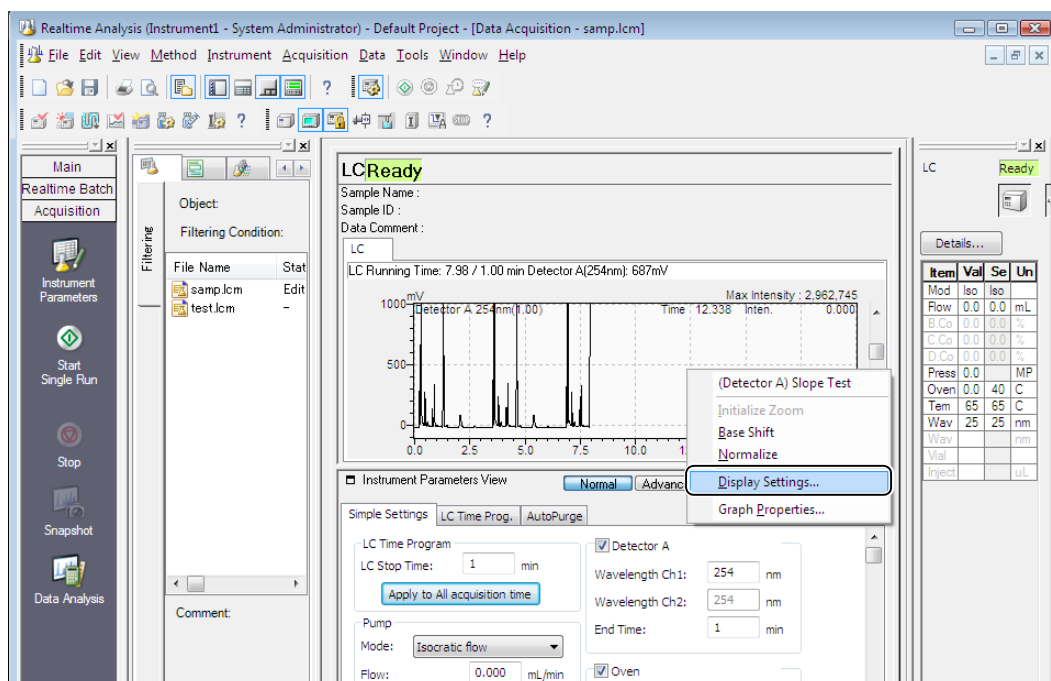 Realtime Analysis (Instrument1 - System Administrator) - Default Project - [Data Acquisition - samp.lcm]
File Edit View Method Instrument Acquisition Data Tools Window Help
Main
Realtime Batch
Acquisition
Instrument
Parameters
Start
Single Run
Stop
Snapshot
Data Analysis
Filtering
Object:
Filtering Condition:
File Name Stat
samp.lcm Edit
test.lcm -
Comment:
LC Ready
Sample Name :
Sample ID :
Data Comment :
LC
LC Running Time: 7.98 / 1.00 min Detector A(254nm): 687mV
mV Max Intensity : 2,962,745
1000 Detector A 254nm(1.00) Time 12.338 Inten. 0.000
500
0
0.0 2.5 5.0 7.5 10.0 1
(Detector A) Slope Test
Initialize Zoom
Base Shift
Normalize
Display Settings...
Graph Properties...
Instrument Parameters View Normal Advanc
Simple Settings LC Time Prog. AutoPurge
LC Time Program
LC Stop Time: 1 min
Apply to All acquisition time
Pump
Mode: Isocratic flow
Flow: 0.000 mL/min
Detector A
Wavelength Ch1: 254 nm
Wavelength Ch2: 254 nm
End Time: 1 min
Oven
LC Ready
Details...
Item Val Se Un
Mod Iso Iso
Flow 0.0 0.0 mL
B.Co 0.0 0.0 %
C.Co 0.0 0.0 %
D.Co 0.0 0.0 %
Press 0.0 MP
Oven 0.0 40 C
Tem 65 65 C
Wav 25 25 nm
Wav nm
Vial
Inject uL